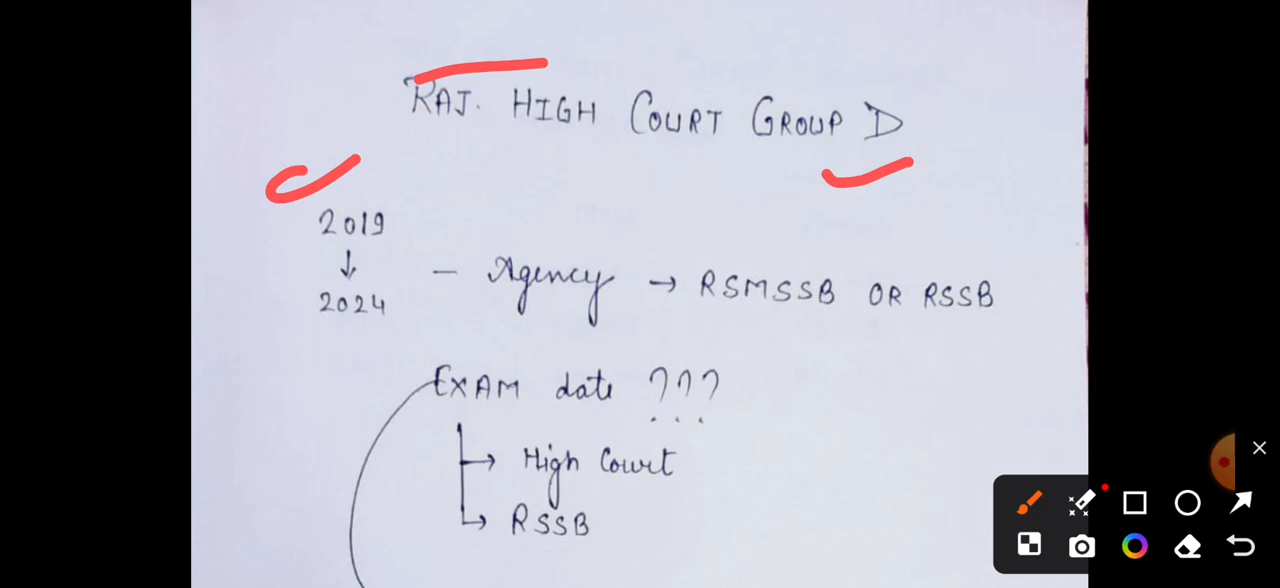 RAJ. HIGH COURT GROUP D
2019
↓
2024
– Agency → RSMSSB OR RSSB
EXAM date ???
→ High Court
→ RSSB